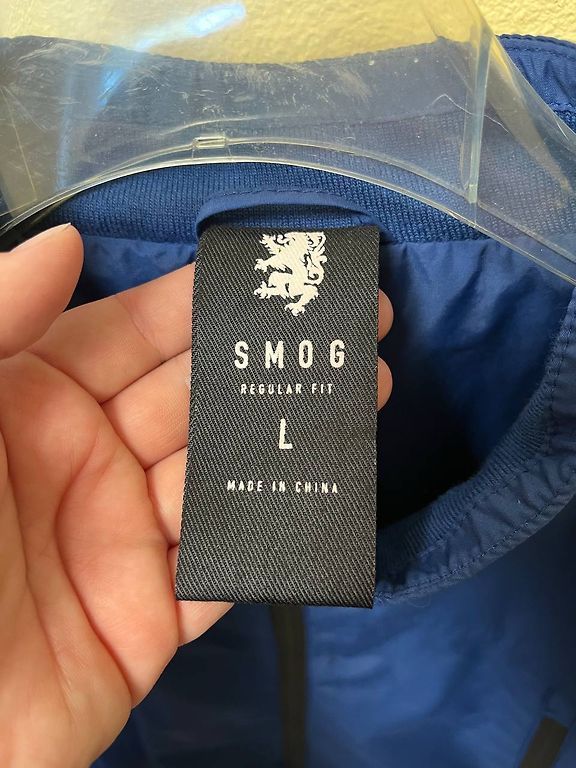 SMOG
REGULAR FIT
L
MADE IN CHINA